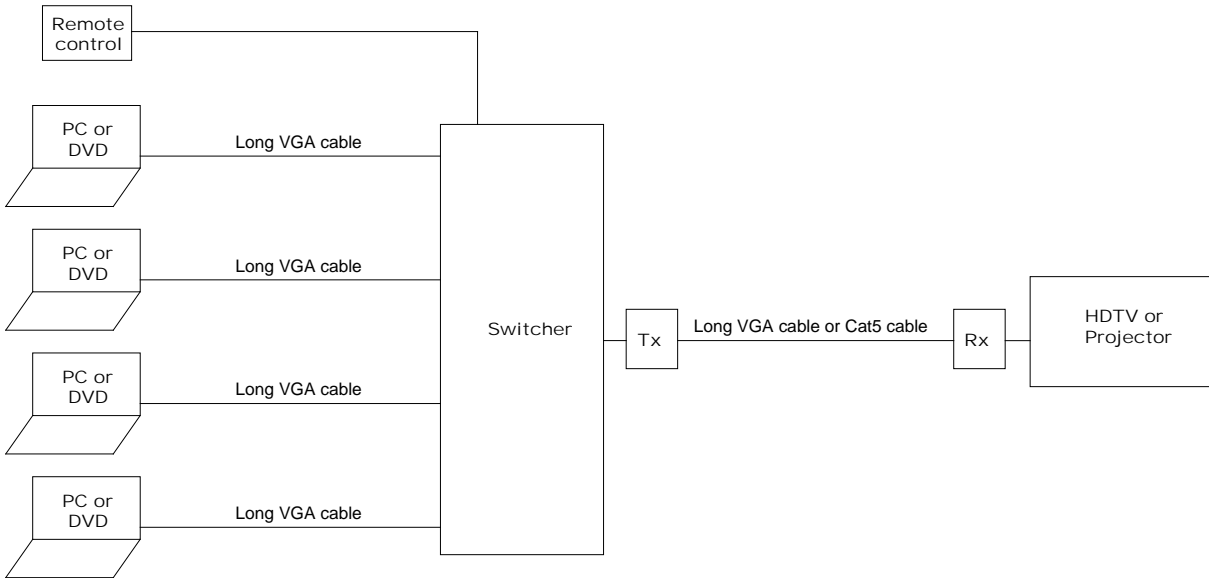 Remote
control
PC or
DVD
Long VGA cable
PC or
DVD
Long VGA cable
Switcher
Tx
Long VGA cable or Cat5 cable
Rx
HDTV or
Projector
PC or
DVD
Long VGA cable
PC or
DVD
Long VGA cable